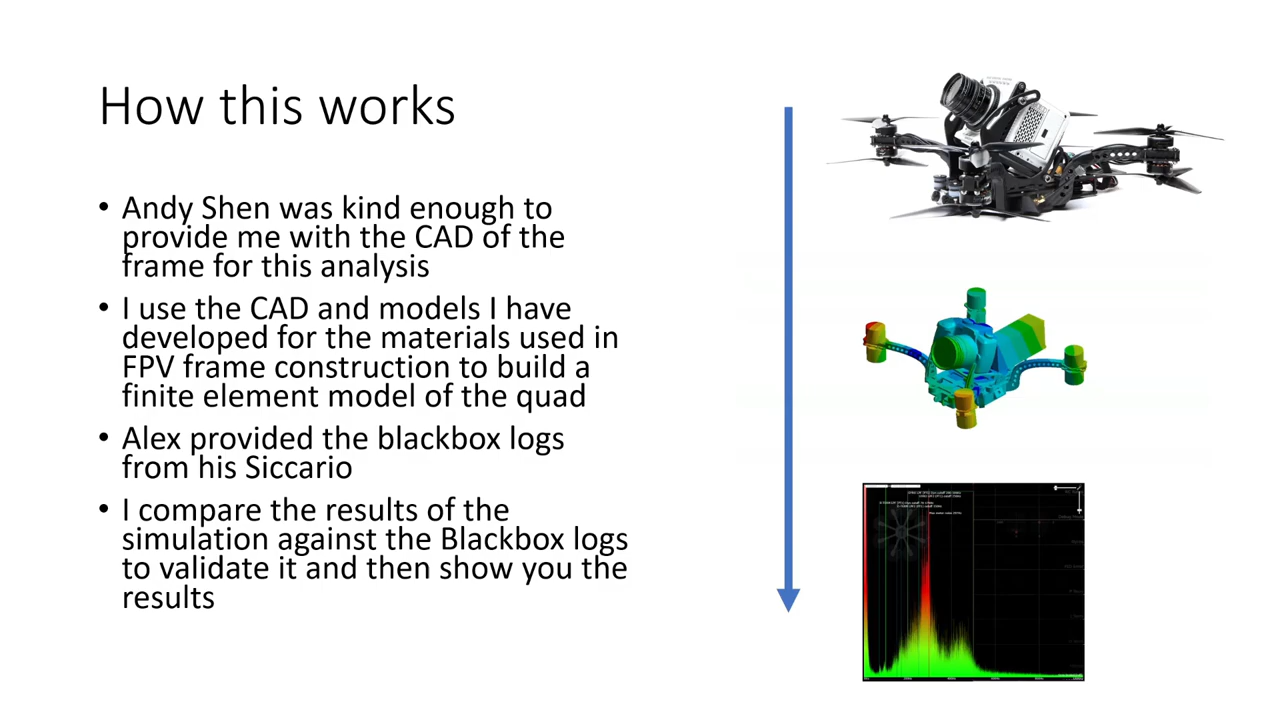 How this works
• Andy Shen was kind enough to
provide me with the CAD of the
frame for this analysis
• I use the CAD and models I have
developed for the materials used in
FPV frame construction to build a
finite element model of the quad
• Alex provided the blackbox logs
from his Siccario
• I compare the results of the
simulation against the Blackbox logs
to validate it and then show you the
results